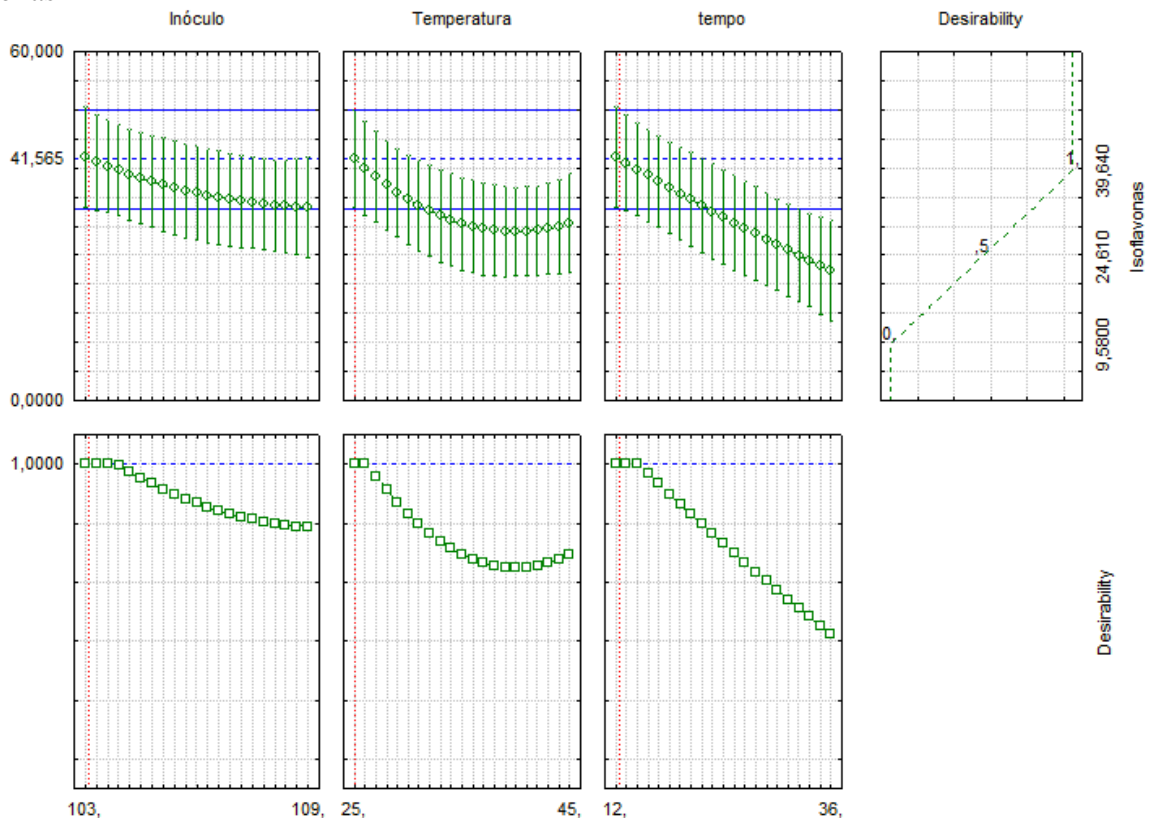 Inóculo Temperatura tempo Desirability
60,000
41,565
0,0000
1,
,5
0,
39,640
24,610
9,5800
Isoflavonas
1,0000
Desirability
103, 109, 25, 45, 12, 36,